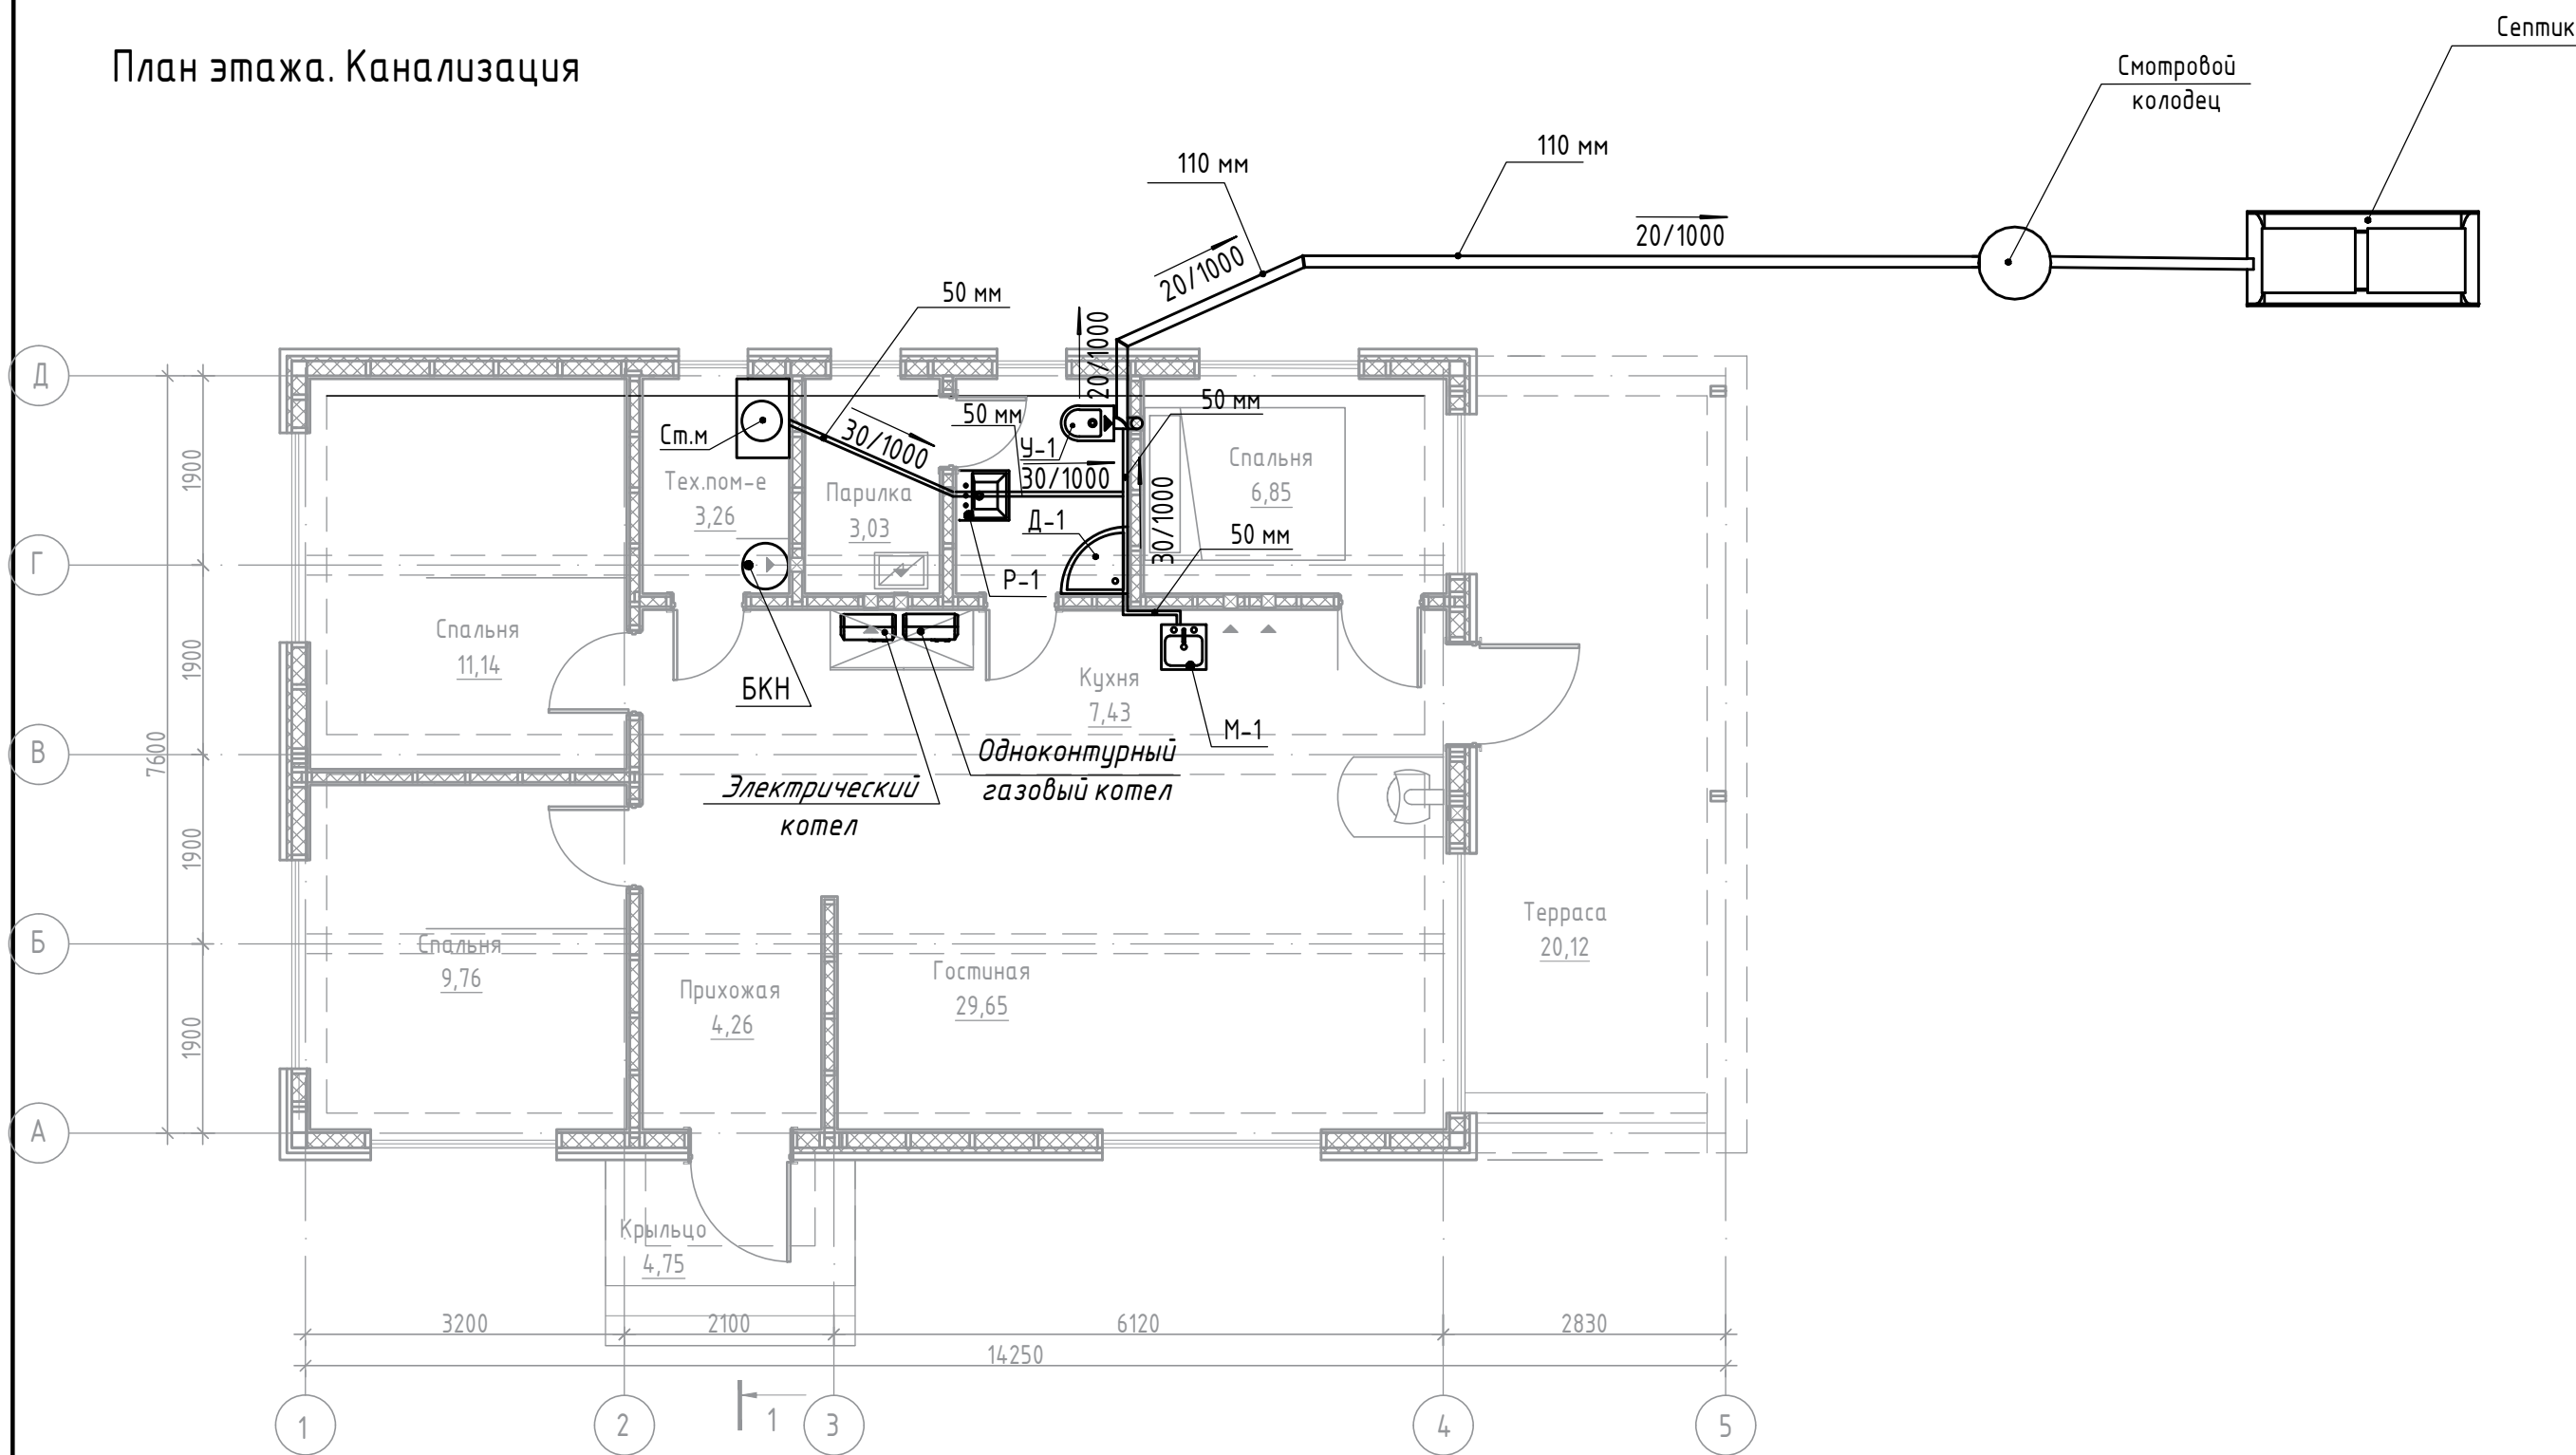 Септик
План этажа. Канализация
Смотровой
колодец
110 мм
110 мм
20/1000
20/1000
50 мм
20/1000
Д
50 мм
50 мм
Ст.м
30/1000
У-1
30/1000
Спальня
6,85
1900
Тех.пом-е
3,26
Парилка
3,03
30/1000
Д-1
50 мм
Г
Р-1
Спальня
11,14
1900
БКН
Кухня
7,43
М-1
В
7600
Одноконтурный
газовый котел
Электрический
котел
1900
Терраса
20,12
Б
Спальня
9,76
Гостиная
29,65
Прихожая
4,26
1900
А
Крыльцо
4,75
3200
2100
6120
2830
14250
1
1
2
3
4
5